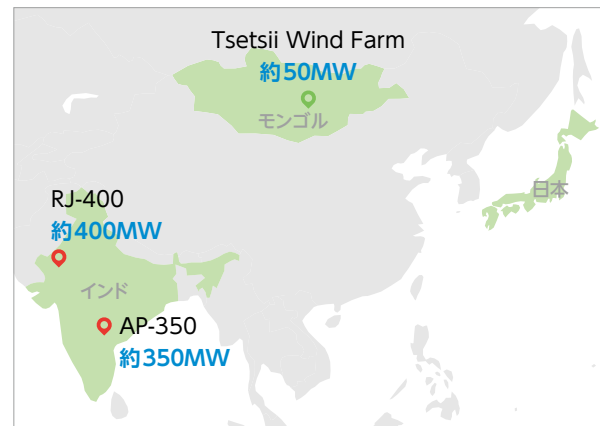 Tsetsii Wind Farm
約50MW
モンゴル
日本
RJ-400
約400MW
インド
AP-350
約350MW